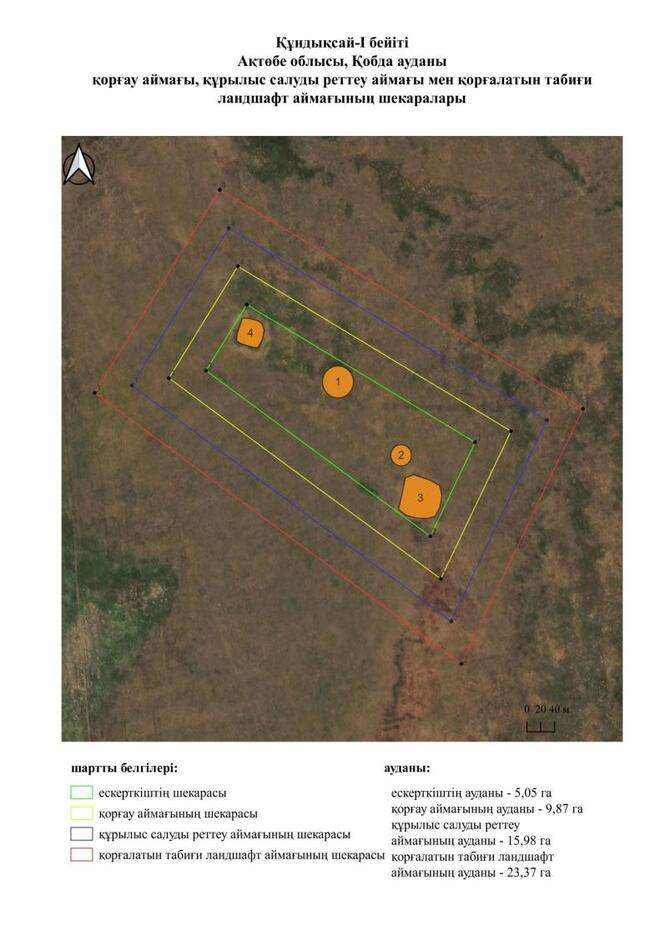 Құндықсай-I бейіті
Ақтөбе облысы, Қобда ауданы
қорғау аймағы, құрылыс салуды реттеу аймағы мен қорғалатын табиғи
ландшафт аймағының шекаралары
4
1
2
3
0 20 40 м.
шартты белгілері:
ескерткіштің шекарасы
қорғау аймағының шекарасы
құрылыс салуды реттеу аймағының шекарасы
қорғалатын табиғи ландшафт аймағының шекарасы
ауданы:
ескерткіштің ауданы - 5,05 га
қорғау аймағының ауданы - 9,87 га
құрылыс салуды реттеу
аймағының ауданы - 15,98 га
қорғалатын табиғи ландшафт
аймағының ауданы - 23,37 га